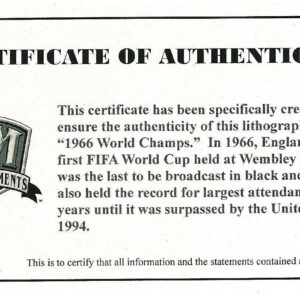 TIFICATE OF AUTHENTIC
This certificate has been specifically cre
ensure the authenticity of this lithograph
“1966 World Champs.” In 1966, England
first FIFA World Cup held at Wembley
was the last to be broadcast in black and
also held the record for largest attendan
years until it was surpassed by the Unite
1994.
M
MENTS™
This is to certify that all information and the statements contained a